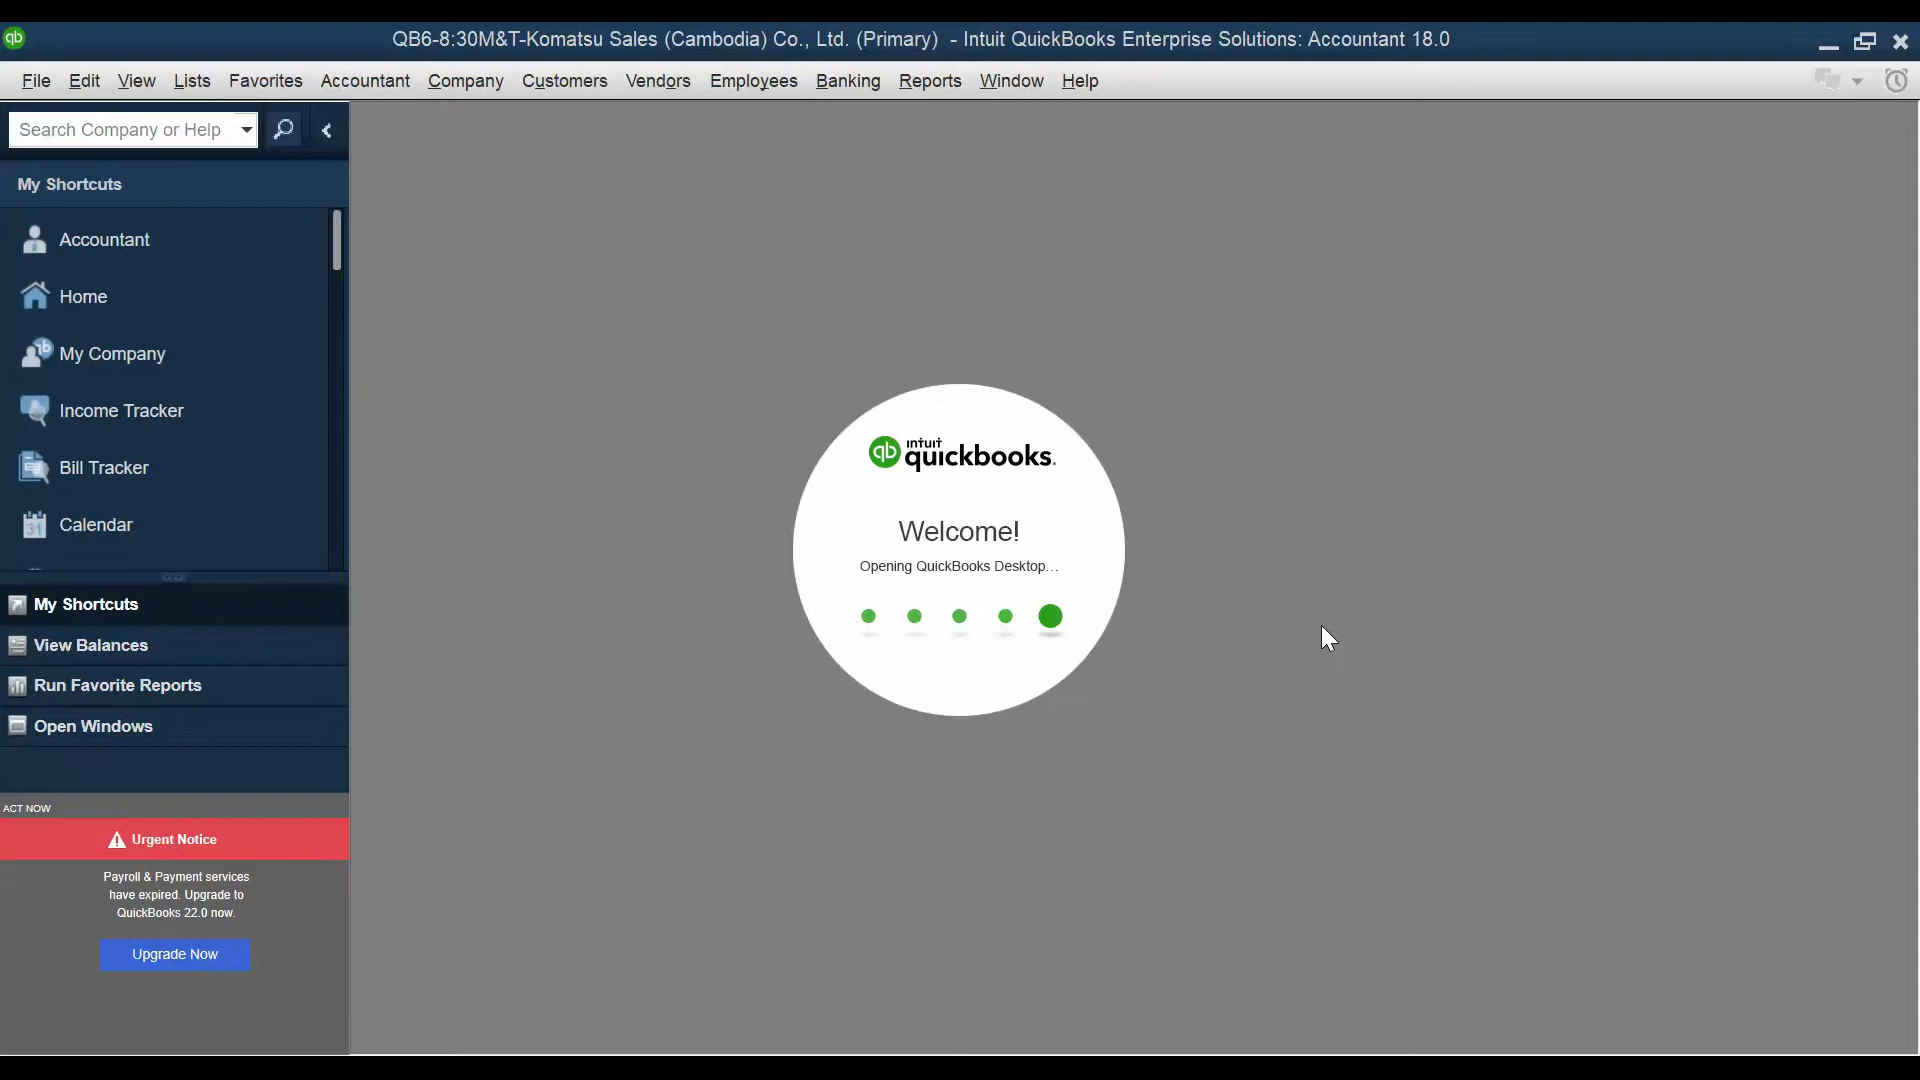 qb
QB6-8:30M&T-Komatsu Sales (Cambodia) Co., Ltd. (Primary) - Intuit QuickBooks Enterprise Solutions: Accountant 18.0
File Edit View Lists Favorites Accountant Company Customers Vendors Employees Banking Reports Window Help
Search Company or Help
My Shortcuts
Accountant
Home
My Company
Income Tracker
Bill Tracker
31 Calendar
My Shortcuts
View Balances
Run Favorite Reports
Open Windows
ACT NOW
Urgent Notice
Payroll & Payment services
have expired. Upgrade to
QuickBooks 22.0 now.
Upgrade Now
qb intuit
quickbooks.
Welcome!
Opening QuickBooks Desktop...